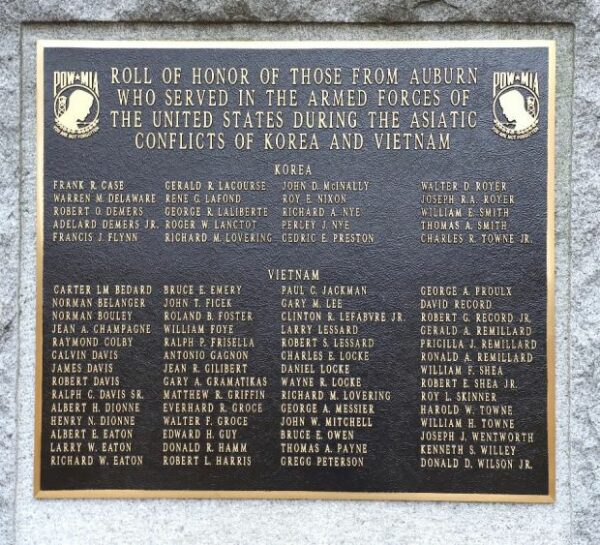 POW★MIA
ROLL OF HONOR OF THOSE FROM AUBURN
POW★MIA
WHO SERVED IN THE ARMED FORCES OF
THE UNITED STATES DURING THE ASIATIC
CONFLICTS OF KOREA AND VIETNAM
KOREA
FRANK R. CASE GERALD R. LACOURSE JOHN D. McINALLY WALTER D. ROYER
WARREN M. DELAWARE RENE G. LAFOND ROY E. NIXON JOSEPH R.A. ROYER
ROBERT O. DEMERS GEORGE R. LALIBERTE RICHARD A. NYE WILLIAM E. SMITH
ADELARD DEMERS JR. ROGER W. LANCTOT PERLEY J. NYE THOMAS A. SMITH
FRANCIS J. FLYNN RICHARD M. LOVERING CEDRIC E. PRESTON CHARLES R. TOWNE JR.
VIETNAM
CARTER LM BEDARD BRUCE E. EMERY PAUL C. JACKMAN GEORGE A. PROULX
NORMAN BELANGER JOHN T. FICEK GARY M. LEE DAVID RECORD
NORMAN BOULEY ROLAND B. FOSTER CLINTON R. LEFABVRE JR. ROBERT G. RECORD JR.
JEAN A. CHAMPAGNE WILLIAM FOYE LARRY LESSARD GERALD A. REMILLARD
RAYMOND COLBY RALPH P. FRISELLA ROBERT S. LESSARD PRICILLA J. REMILLARD
CALVIN DAVIS ANTONIO GAGNON CHARLES E. LOCKE RONALD A. REMILLARD
JAMES DAVIS JEAN R. GILIBERT DANIEL LOCKE WILLIAM F. SHEA
ROBERT DAVIS GARY A. GRAMATIKAS WAYNE R. LOCKE ROBERT E. SHEA JR.
RALPH C. DAVIS SR. MATTHEW R. GRIFFIN RICHARD M. LOVERING ROY L. SKINNER
ALBERT H. DIONNE EVERHARD R. GROCE GEORGE A. MESSIER HAROLD W. TOWNE
HENRY N. DIONNE WALTER F. GROCE JOHN W. MITCHELL WILLIAM H. TOWNE
ALBERT E. EATON EDWARD H. GUY BRUCE E. OWEN JOSEPH J. WENTWORTH
LARRY W. EATON DONALD R. HAMM THOMAS A. PAYNE KENNETH S. WILLEY
RICHARD W. EATON ROBERT L. HARRIS GREGG PETERSON DONALD D. WILSON JR.